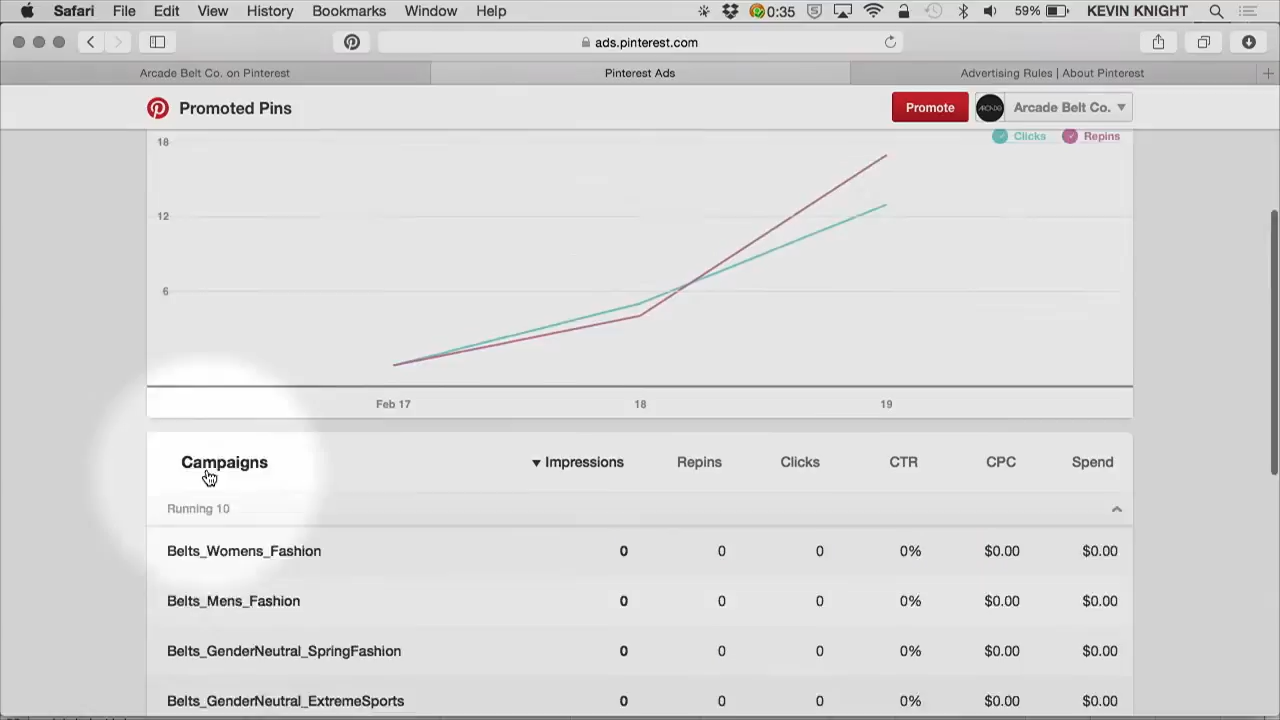 Safari File Edit View History Bookmarks Window Help 0:35 59% KEVIN KNIGHT
ads.pinterest.com
Arcade Belt Co. on Pinterest Pinterest Ads Advertising Rules | About Pinterest
Promoted Pins Promote Arcade Belt Co.
18 Clicks Repins
12
6
Feb 17 18 19
Campaigns Impressions Repins Clicks CTR CPC Spend
Running 10
Belts_Womens_Fashion 0 0 0 0% $0.00 $0.00
Belts_Mens_Fashion 0 0 0 0% $0.00 $0.00
Belts_GenderNeutral_SpringFashion 0 0 0 0% $0.00 $0.00
Belts_GenderNeutral_ExtremeSports 0 0 0 0% $0.00 $0.00